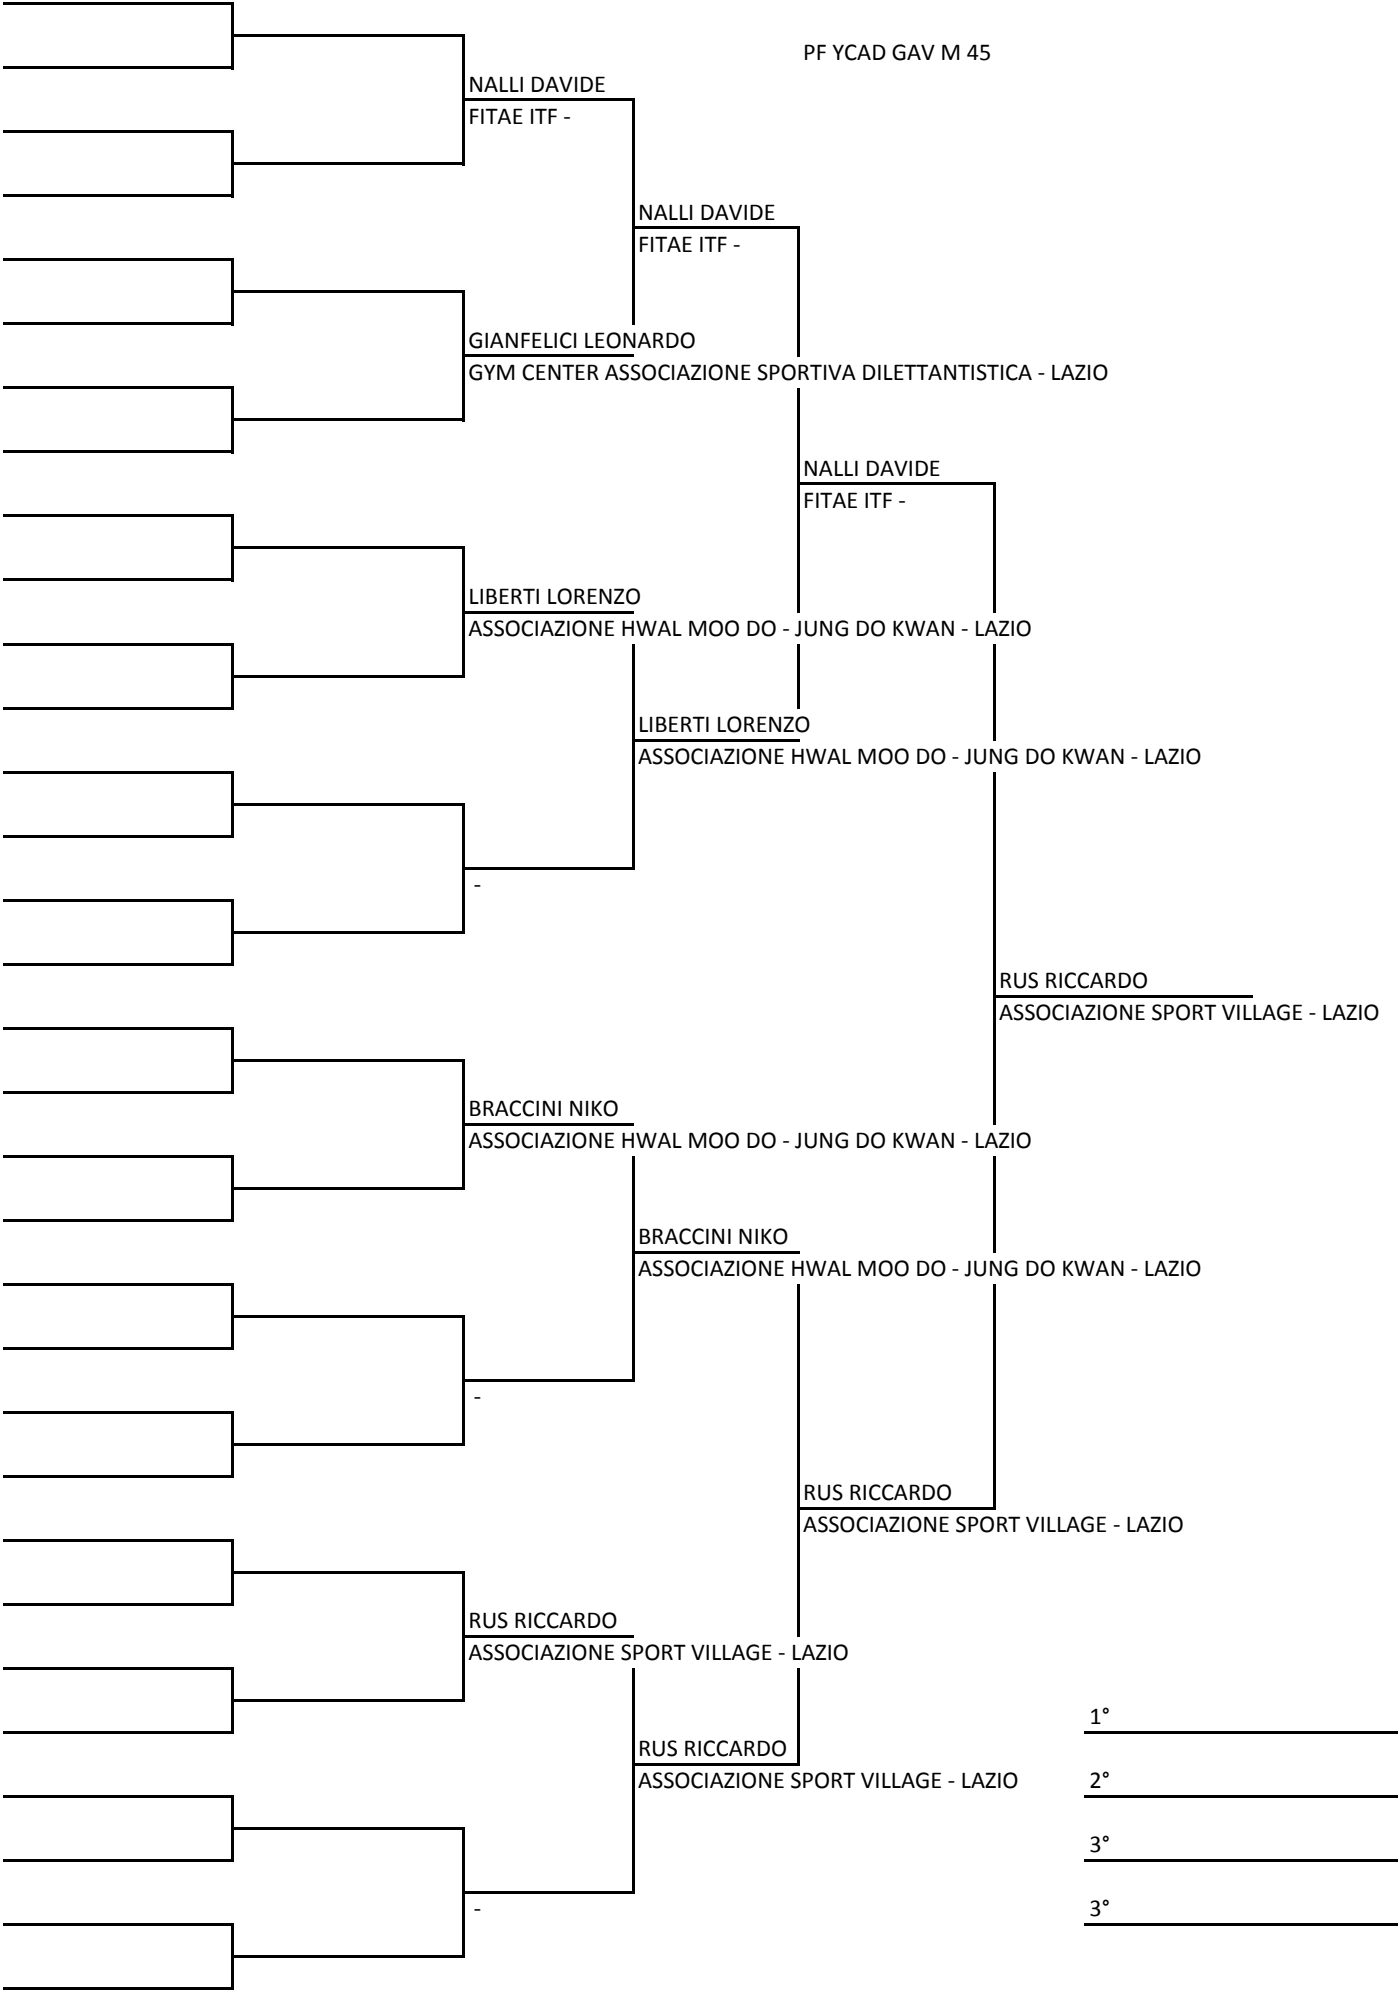 PF YCAD GAV M 45
NALLI DAVIDE
FITAE ITF -
NALLI DAVIDE
FITAE ITF -
GIANFELICI LEONARDO
GYM CENTER ASSOCIAZIONE SPORTIVA DILETTANTISTICA - LAZIO
NALLI DAVIDE
FITAE ITF -
LIBERTI LORENZO
ASSOCIAZIONE HWAL MOO DO - JUNG DO KWAN - LAZIO
LIBERTI LORENZO
ASSOCIAZIONE HWAL MOO DO - JUNG DO KWAN - LAZIO
-
RUS RICCARDO
ASSOCIAZIONE SPORT VILLAGE - LAZIO
BRACCINI NIKO
ASSOCIAZIONE HWAL MOO DO - JUNG DO KWAN - LAZIO
BRACCINI NIKO
ASSOCIAZIONE HWAL MOO DO - JUNG DO KWAN - LAZIO
-
RUS RICCARDO
ASSOCIAZIONE SPORT VILLAGE - LAZIO
RUS RICCARDO
ASSOCIAZIONE SPORT VILLAGE - LAZIO
1°
RUS RICCARDO
ASSOCIAZIONE SPORT VILLAGE - LAZIO
2°
3°
-
3°